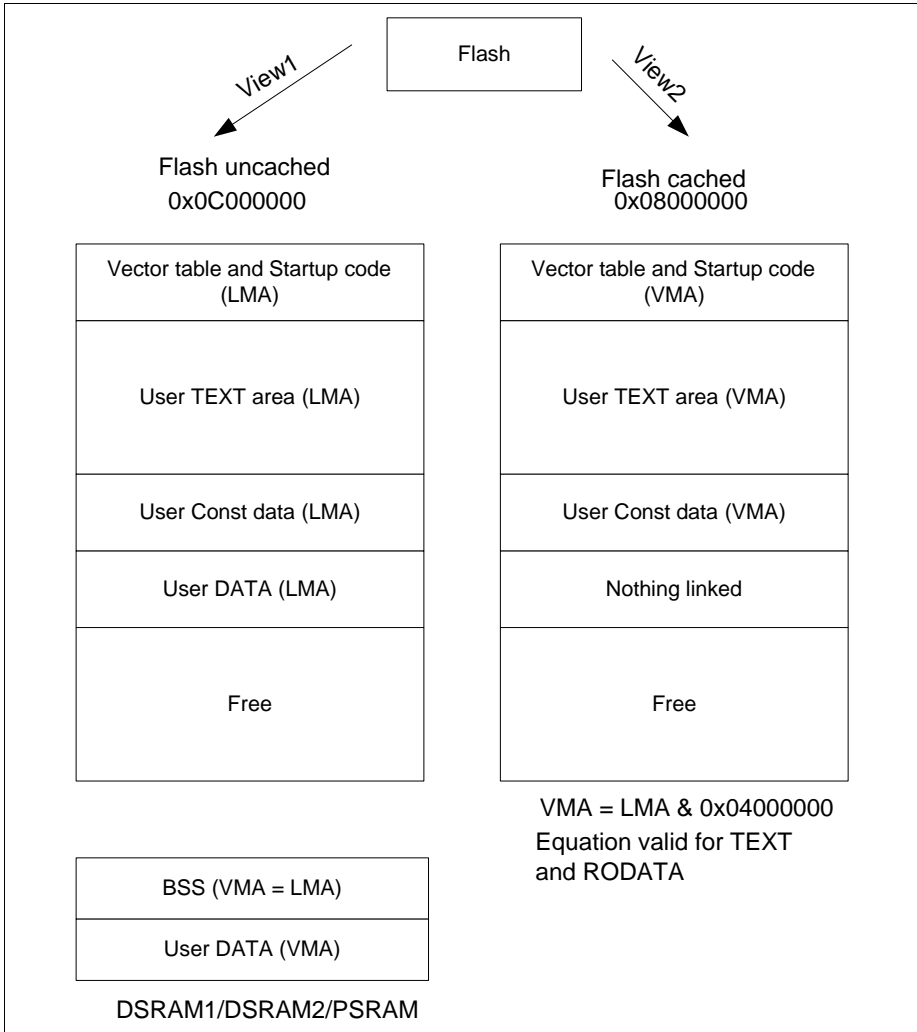 Flash
View1
View2
Flash uncached
0x0C000000
Flash cached
0x08000000
Vector table and Startup code
(LMA)
User TEXT area (LMA)
User Const data (LMA)
User DATA (LMA)
Free
Vector table and Startup code
(VMA)
User TEXT area (VMA)
User Const data (VMA)
Nothing linked
Free
VMA = LMA & 0x04000000
Equation valid for TEXT
and RODATA
BSS (VMA = LMA)
User DATA (VMA)
DSRAM1/DSRAM2/PSRAM